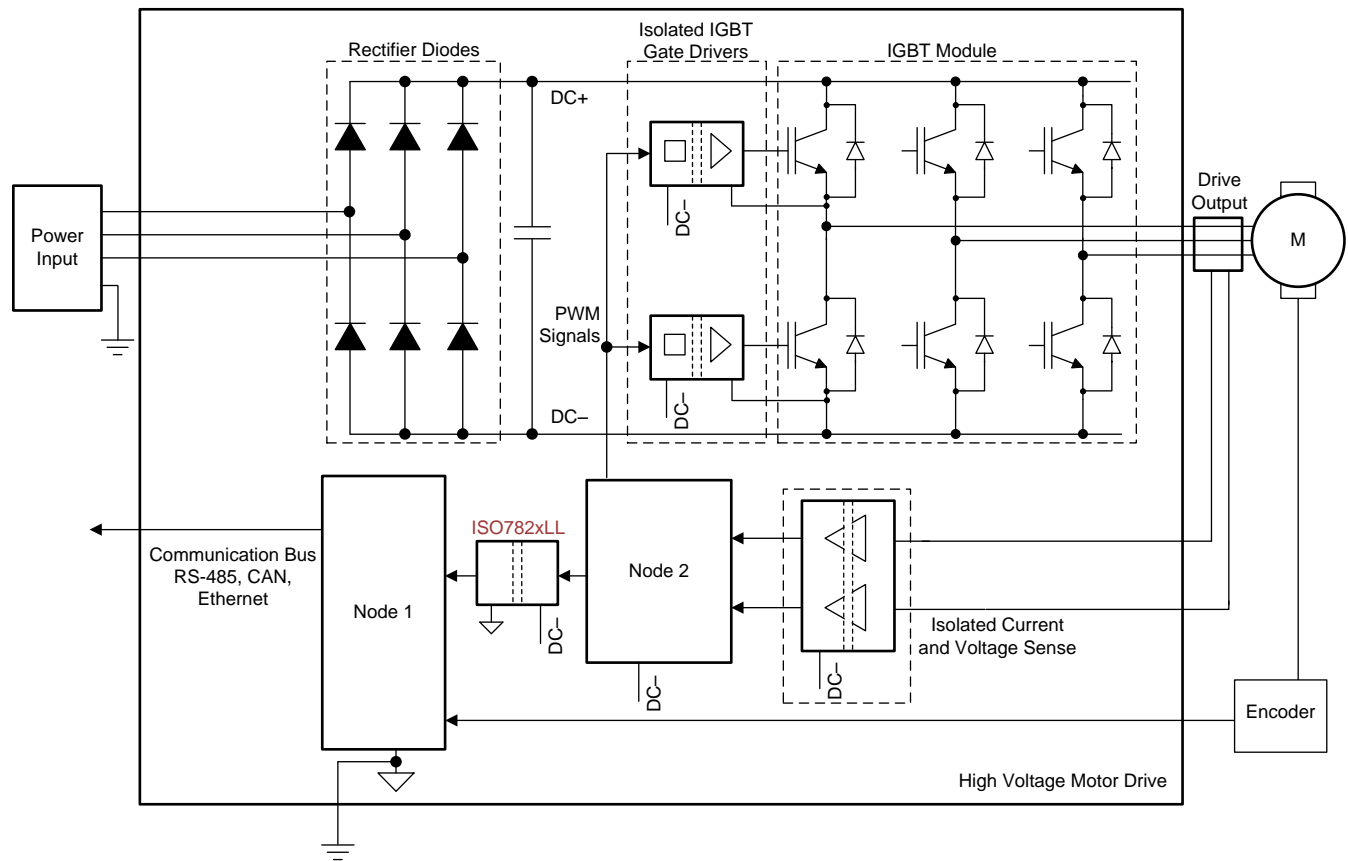 Rectifier Diodes
Isolated IGBT
Gate Drivers
IGBT Module
DC+
DC–
Drive
Output
Power
Input
M
PWM
Signals
DC–
DC–
ISO782xLL
Communication Bus
RS-485, CAN,
Ethernet
Node 1
DC–
Node 2
DC–
DC–
Isolated Current
and Voltage Sense
Encoder
High Voltage Motor Drive